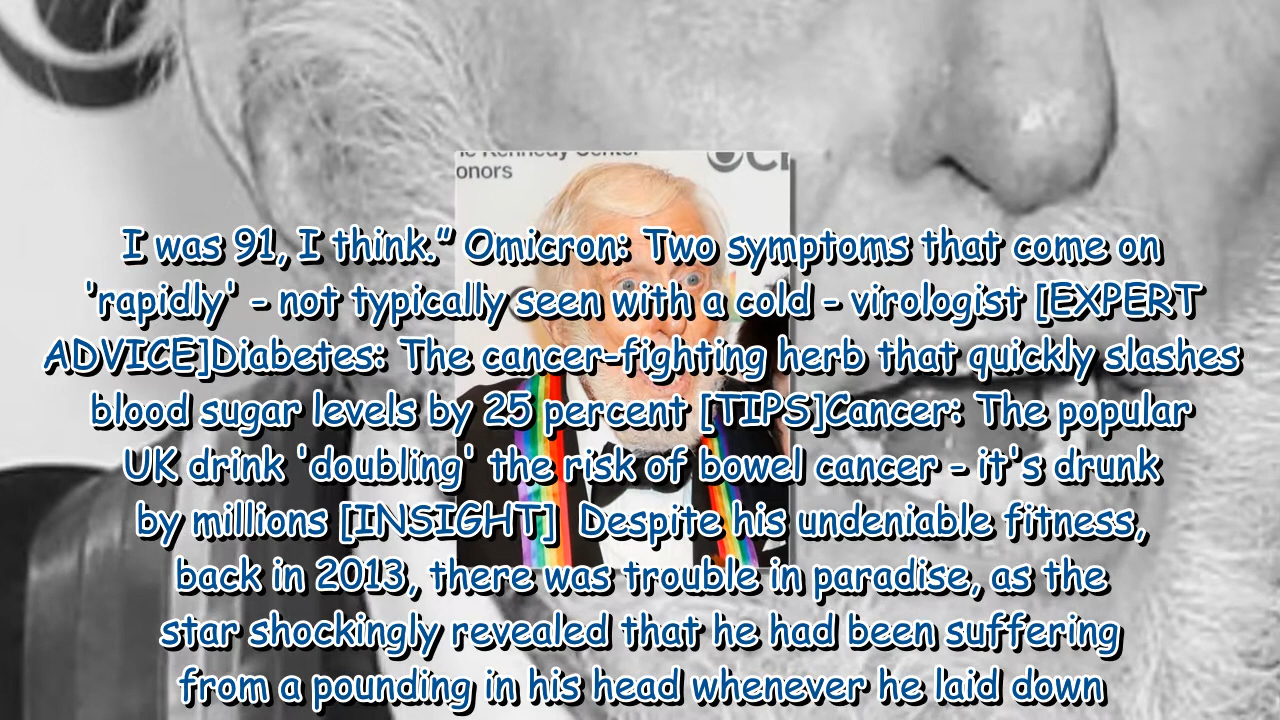 The Kennedy Center
onors
I was 91, I think.” Omicron: Two symptoms that come on
'rapidly' - not typically seen with a cold - virologist [EXPERT
ADVICE]Diabetes: The cancer-fighting herb that quickly slashes
blood sugar levels by 25 percent [TIPS]Cancer: The popular
UK drink 'doubling' the risk of bowel cancer - it's drunk
by millions [INSIGHT] Despite his undeniable fitness,
back in 2013, there was trouble in paradise, as the
star shockingly revealed that he had been suffering
from a pounding in his head whenever he laid down